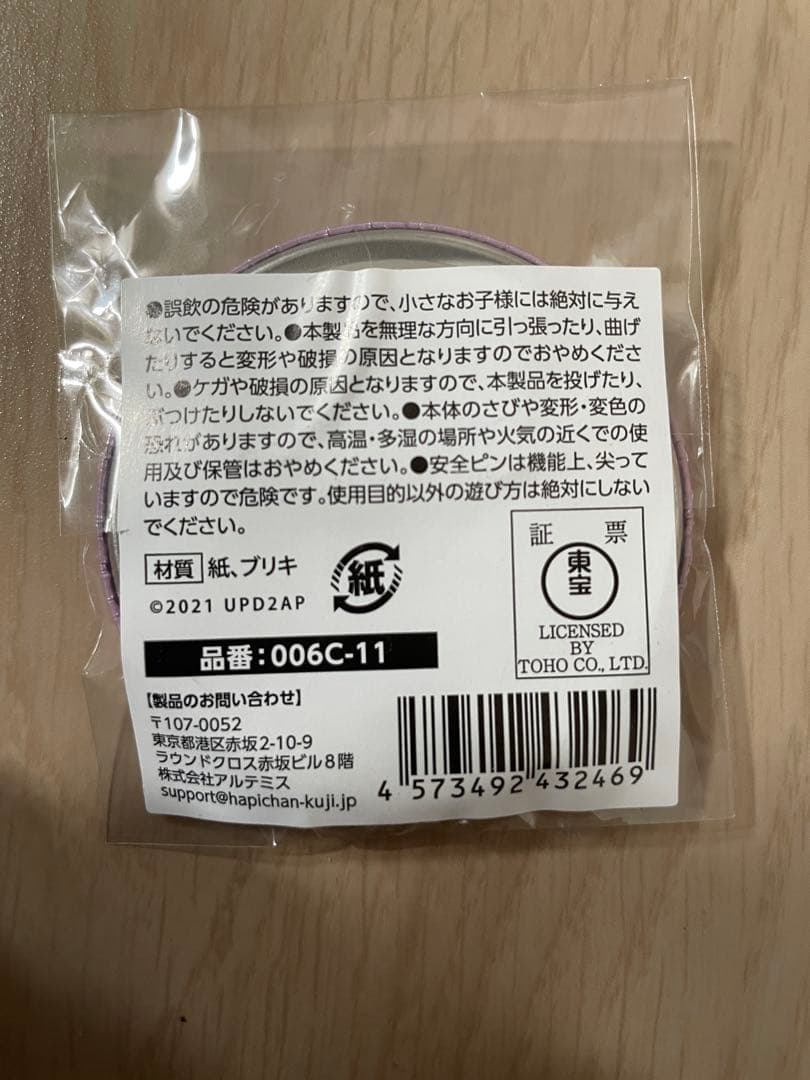 ●誤飲の危険がありますので、小さなお子様には絶対に与え
ないでください。●本製品を無理な方向に引っ張ったり、曲げ
たりすると変形や破損の原因となりますのでおやめくださ
い。●ケガや破損の原因となりますので、本製品を投げたり、
ぶつけたりしないでください。●本体のさびや変形・変色の
恐れがありますので、高温・多湿の場所や火気の近くでの使
用及び保管はおやめください。●安全ピンは機能上、尖って
いますので危険です。使用目的以外の遊び方は絶対にしない
でください。
材質 紙、ブリキ
紙
©2021 UPD2AP
品番:006C-11
証 票
東宝
LICENSED
BY
TOHO CO., LTD.
【製品のお問い合わせ】
〒107-0052
東京都港区赤坂2-10-9
ラウンドクロス赤坂ビル8階
株式会社アルテミス
support@hapichan-kuji.jp
4 573492 432469